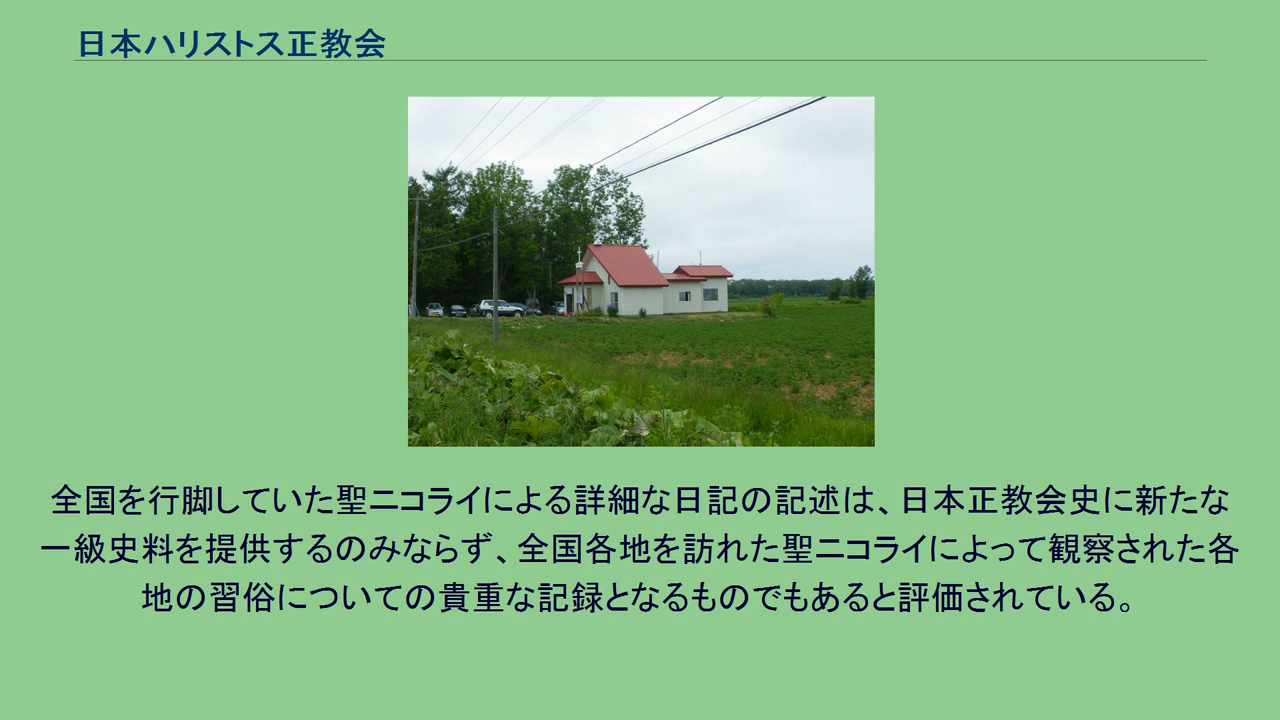 日本ハリストス正教会
全国を行脚していた聖ニコライによる詳細な日記の記述は、日本正教会史に新たな
一級史料を提供するのみならず、全国各地を訪れた聖ニコライによって観察された各
地の習俗についての貴重な記録となるものでもあると評価されている。